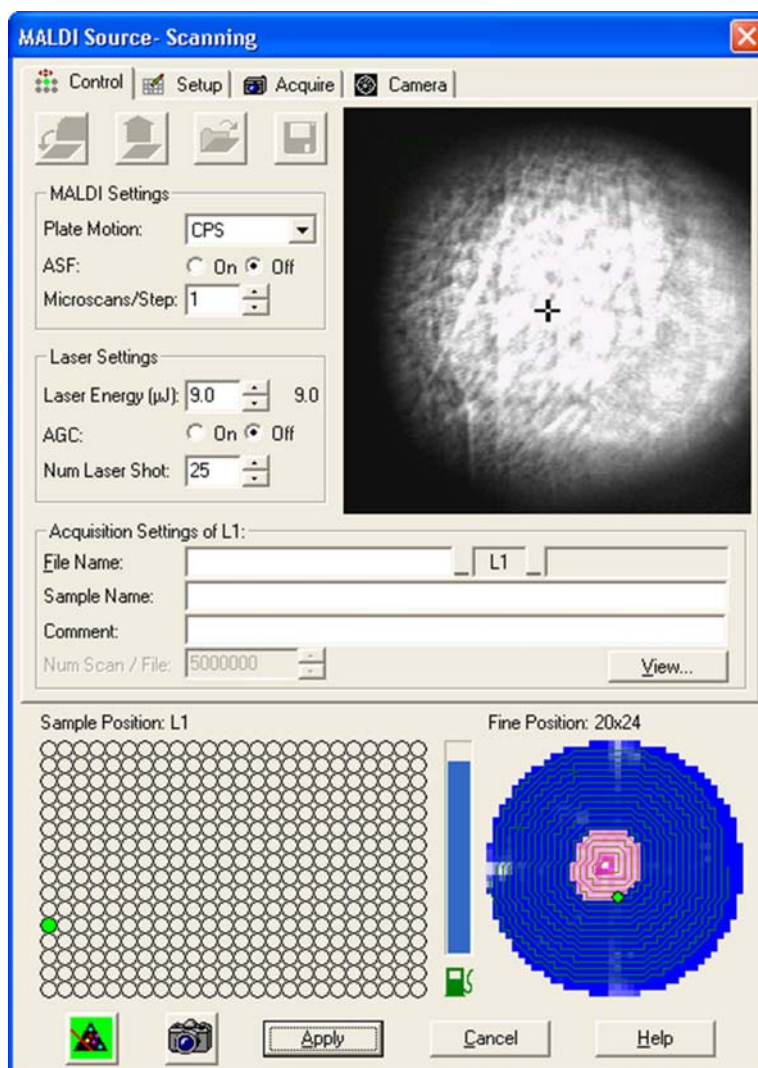 MALDI Source- Scanning
Control Setup Acquire Camera
MALDI Settings
Plate Motion: CPS
ASF: On Off
Microscans/Step: 1
Laser Settings
Laser Energy (µJ): 9.0 9.0
AGC: On Off
Num Laser Shot: 25
Acquisition Settings of L1:
File Name: _ L1 _
Sample Name:
Comment:
Num Scan / File: 5000000 View...
Sample Position: L1 Fine Position: 20x24
Apply Cancel Help